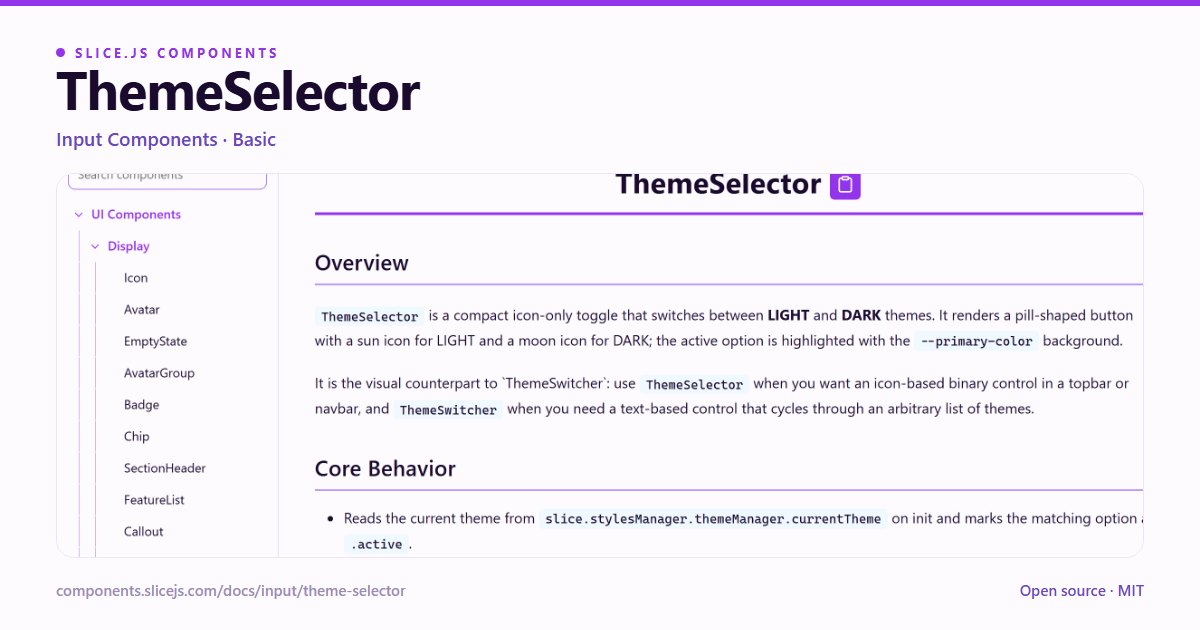 SLICE.JS COMPONENTS
ThemeSelector
Input Components · Basic
Search components
UI Components
Display
Icon
Avatar
EmptyState
AvatarGroup
Badge
Chip
SectionHeader
FeatureList
Callout
ThemeSelector
Overview
ThemeSelector is a compact icon-only toggle that switches between LIGHT and DARK themes. It renders a pill-shaped button
with a sun icon for LIGHT and a moon icon for DARK; the active option is highlighted with the --primary-color background.
It is the visual counterpart to `ThemeSwitcher`: use ThemeSelector when you want an icon-based binary control in a topbar or
navbar, and ThemeSwitcher when you need a text-based control that cycles through an arbitrary list of themes.
Core Behavior
• Reads the current theme from slice.stylesManager.themeManager.currentTheme on init and marks the matching option
.active .
components.slicejs.com/docs/input/theme-selector
Open source · MIT